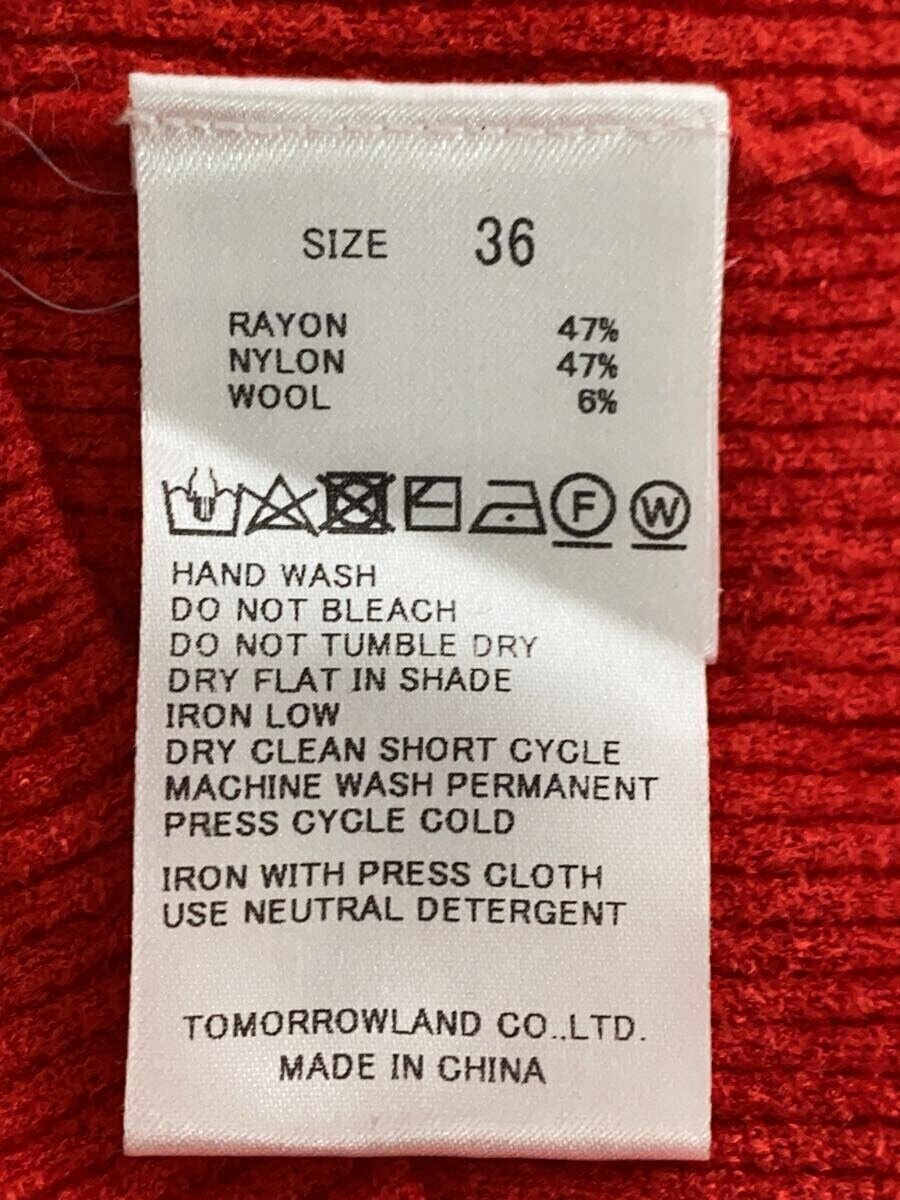 SIZE 36
RAYON 47%
NYLON 47%
WOOL 6%
F W
HAND WASH
DO NOT BLEACH
DO NOT TUMBLE DRY
DRY FLAT IN SHADE
IRON LOW
DRY CLEAN SHORT CYCLE
MACHINE WASH PERMANENT
PRESS CYCLE COLD
IRON WITH PRESS CLOTH
USE NEUTRAL DETERGENT
TOMORROWLAND CO.,LTD.
MADE IN CHINA